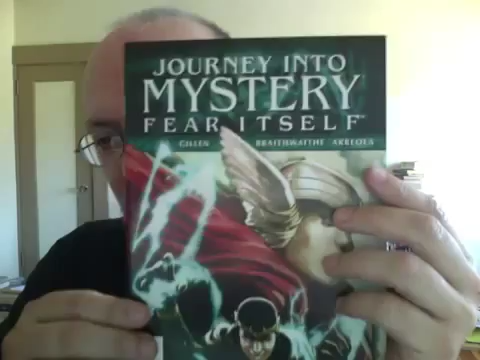 JOURNEY INTO
MYSTERY
FEAR ITSELF
GILLEN BRAITHWAITE ARREOLA